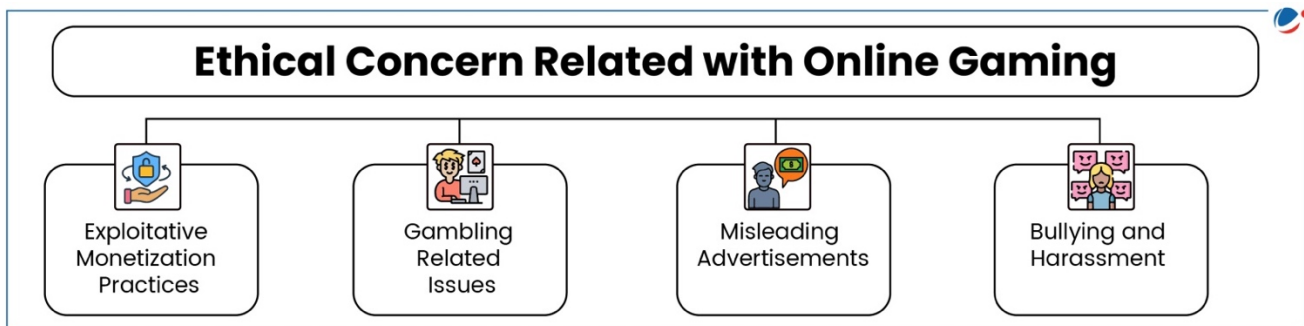 Ethical Concern Related with Online Gaming
Exploitative
Monetization
Practices
Gambling
Related
Issues
Misleading
Advertisements
Bullying and
Harassment